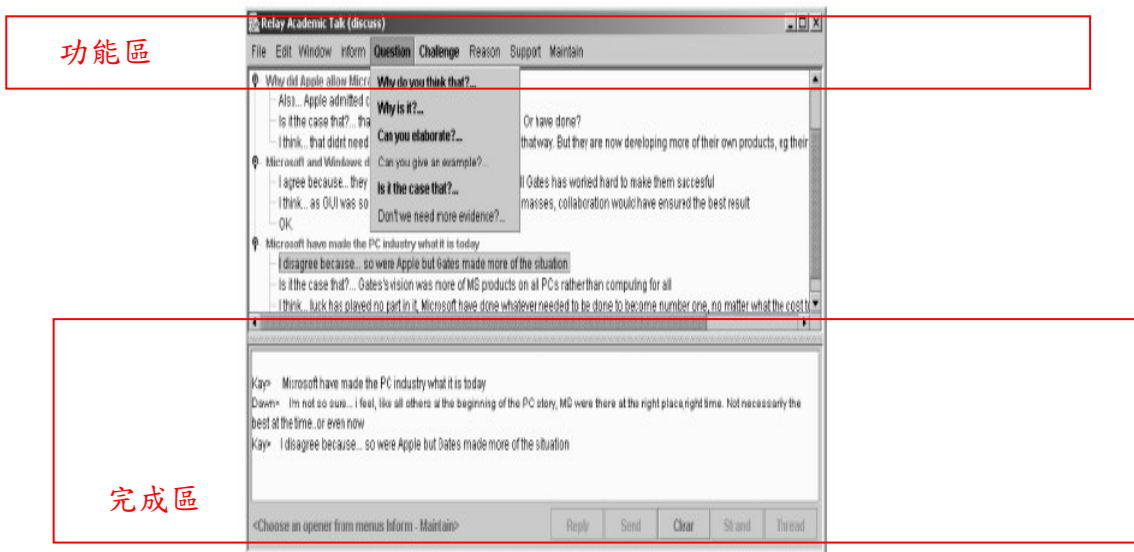 功能區
Relay Academic Talk (discuss)
File Edit Window Inform Question Challenge Reason Support Maintain
Why did Apple allow Micr
Why do you think that?...
Also... Apple admitted
Why is it?...
Is it the case that?... tha
Or have done?
I think... that didnt need
Can you elaborate?...
thatway. But they are now developing more of their own products, eg their
Microsoft and Windows d
Can you give an example?...
I agree because... they
Is it the case that?...
ll Gates has worked hard to make them succesful
I think... as GUI was so
masses, collaboration would have ensured the best result
Don't we need more evidence?...
OK
Microsoft have made the PC industry what it is today
I disagree because... so were Apple but Gates made more of the situation
Is it the case that?... Gates's vision was more of MS products on all PCs rather than computing for all
I think... luck has played no part in it, Microsoft have done whatever needed to be done to become number one, no matter what the cost t
Kay> Microsoft have made the PC industry what it is today
Dawn> Im not so sure... i feel, like all others at the beginning of the PC story, MS were there at the right place,right time. Not necessarily the
best at the time..or even now
Kay> I disagree because... so were Apple but Gates made more of the situation
完成區
<Choose an opener from menus Inform - Maintain>
Reply Send Clear Strand Thread